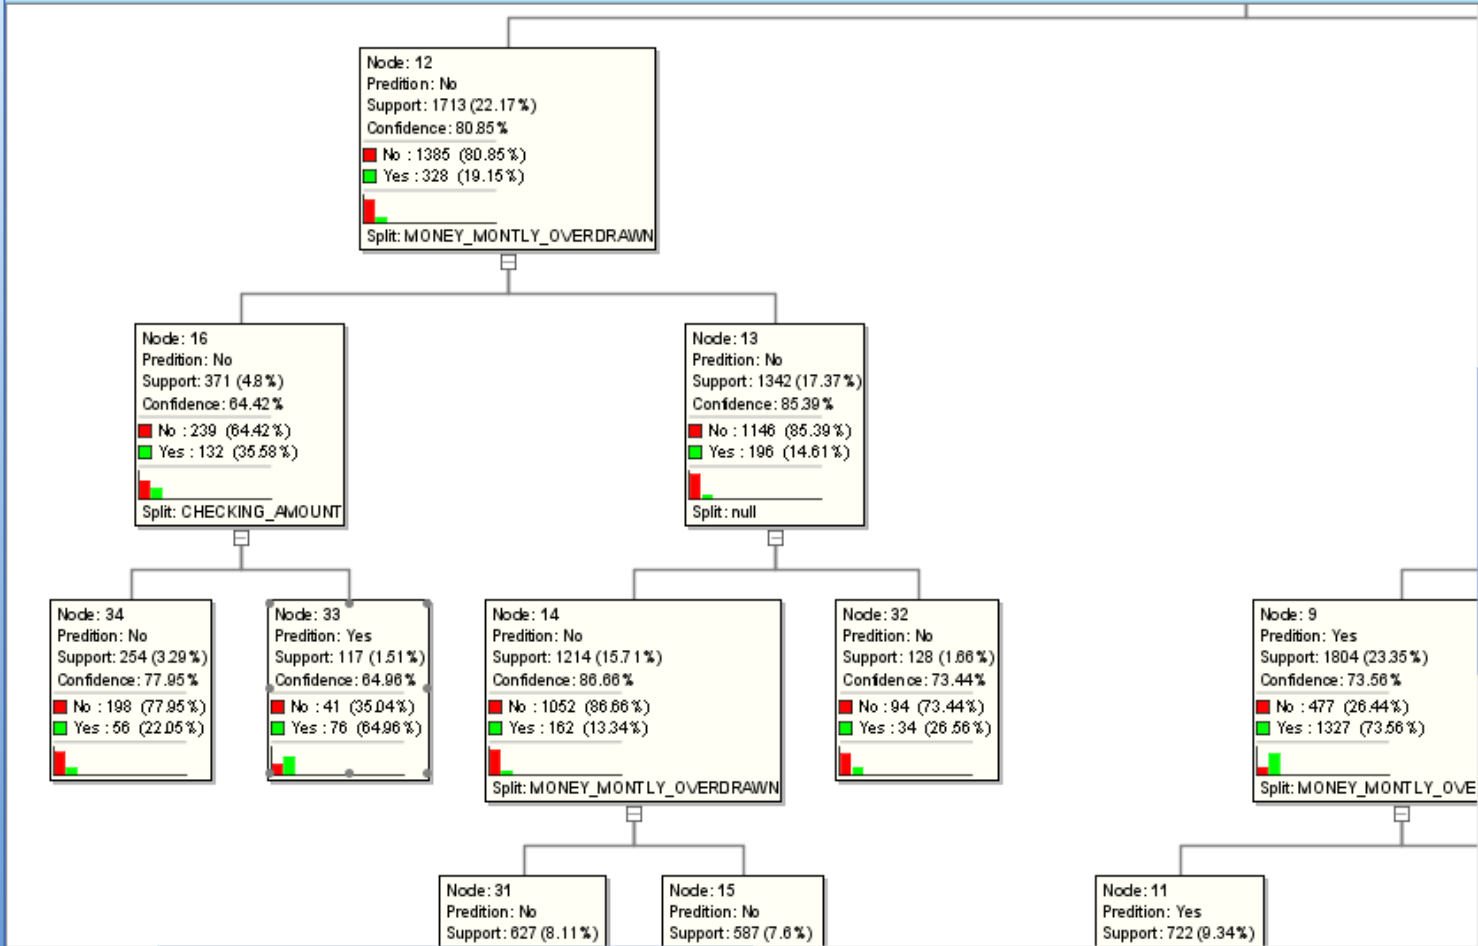 Node: 12
Predition: No
Support: 1713 (22.17%)
Confidence: 80.85%
No : 1385 (80.85%)
Yes : 328 (19.15%)
Split: MONEY_MONTLY_OVERDRAWN
Node: 16
Predition: No
Support: 371 (4.8%)
Confidence: 64.42%
No : 239 (64.42%)
Yes : 132 (35.58%)
Split: CHECKING_AMOUNT
Node: 13
Predition: No
Support: 1342 (17.37%)
Confidence: 85.39%
No : 1146 (85.39%)
Yes : 196 (14.61%)
Split: null
Node: 34
Predition: No
Support: 254 (3.29%)
Confidence: 77.95%
No : 198 (77.95%)
Yes : 56 (22.05%)
Node: 33
Predition: Yes
Support: 117 (1.51%)
Confidence: 64.96%
No : 41 (35.04%)
Yes : 76 (64.96%)
Node: 14
Predition: No
Support: 1214 (15.71%)
Confidence: 86.66%
No : 1052 (86.66%)
Yes : 162 (13.34%)
Split: MONEY_MONTLY_OVERDRAWN
Node: 32
Predition: No
Support: 128 (1.66%)
Confidence: 73.44%
No : 94 (73.44%)
Yes : 34 (26.56%)
Node: 9
Predition: Yes
Support: 1804 (23.35%)
Confidence: 73.56%
No : 477 (26.44%)
Yes : 1327 (73.56%)
Split: MONEY_MONTLY_OVE
Node: 31
Predition: No
Support: 627 (8.11%)
Node: 15
Predition: No
Support: 587 (7.6%)
Node: 11
Predition: Yes
Support: 722 (9.34%)